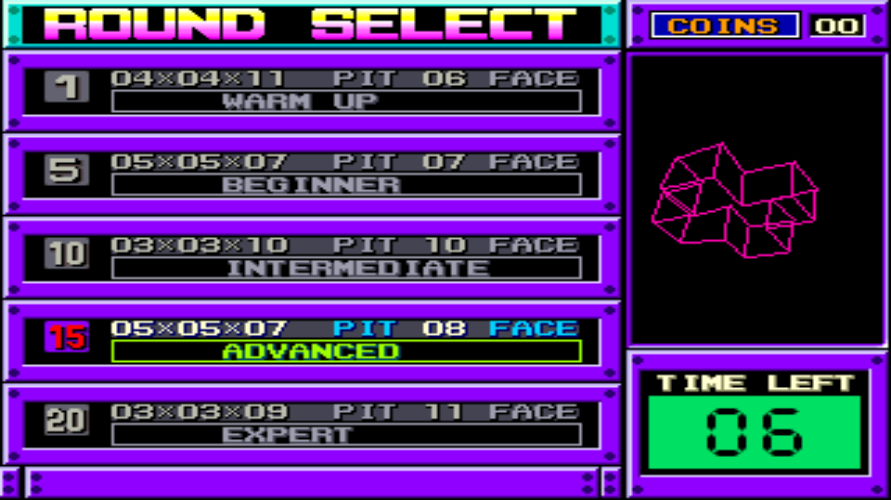 ROUND SELECT
COINS 00
1 04×04×11 PIT 06 FACE
WARM UP
5 05×05×07 PIT 07 FACE
BEGINNER
10 03×03×10 PIT 10 FACE
INTERMEDIATE
15 05×05×07 PIT 08 FACE
ADVANCED
20 03×03×09 PIT 11 FACE
EXPERT
TIME LEFT
06